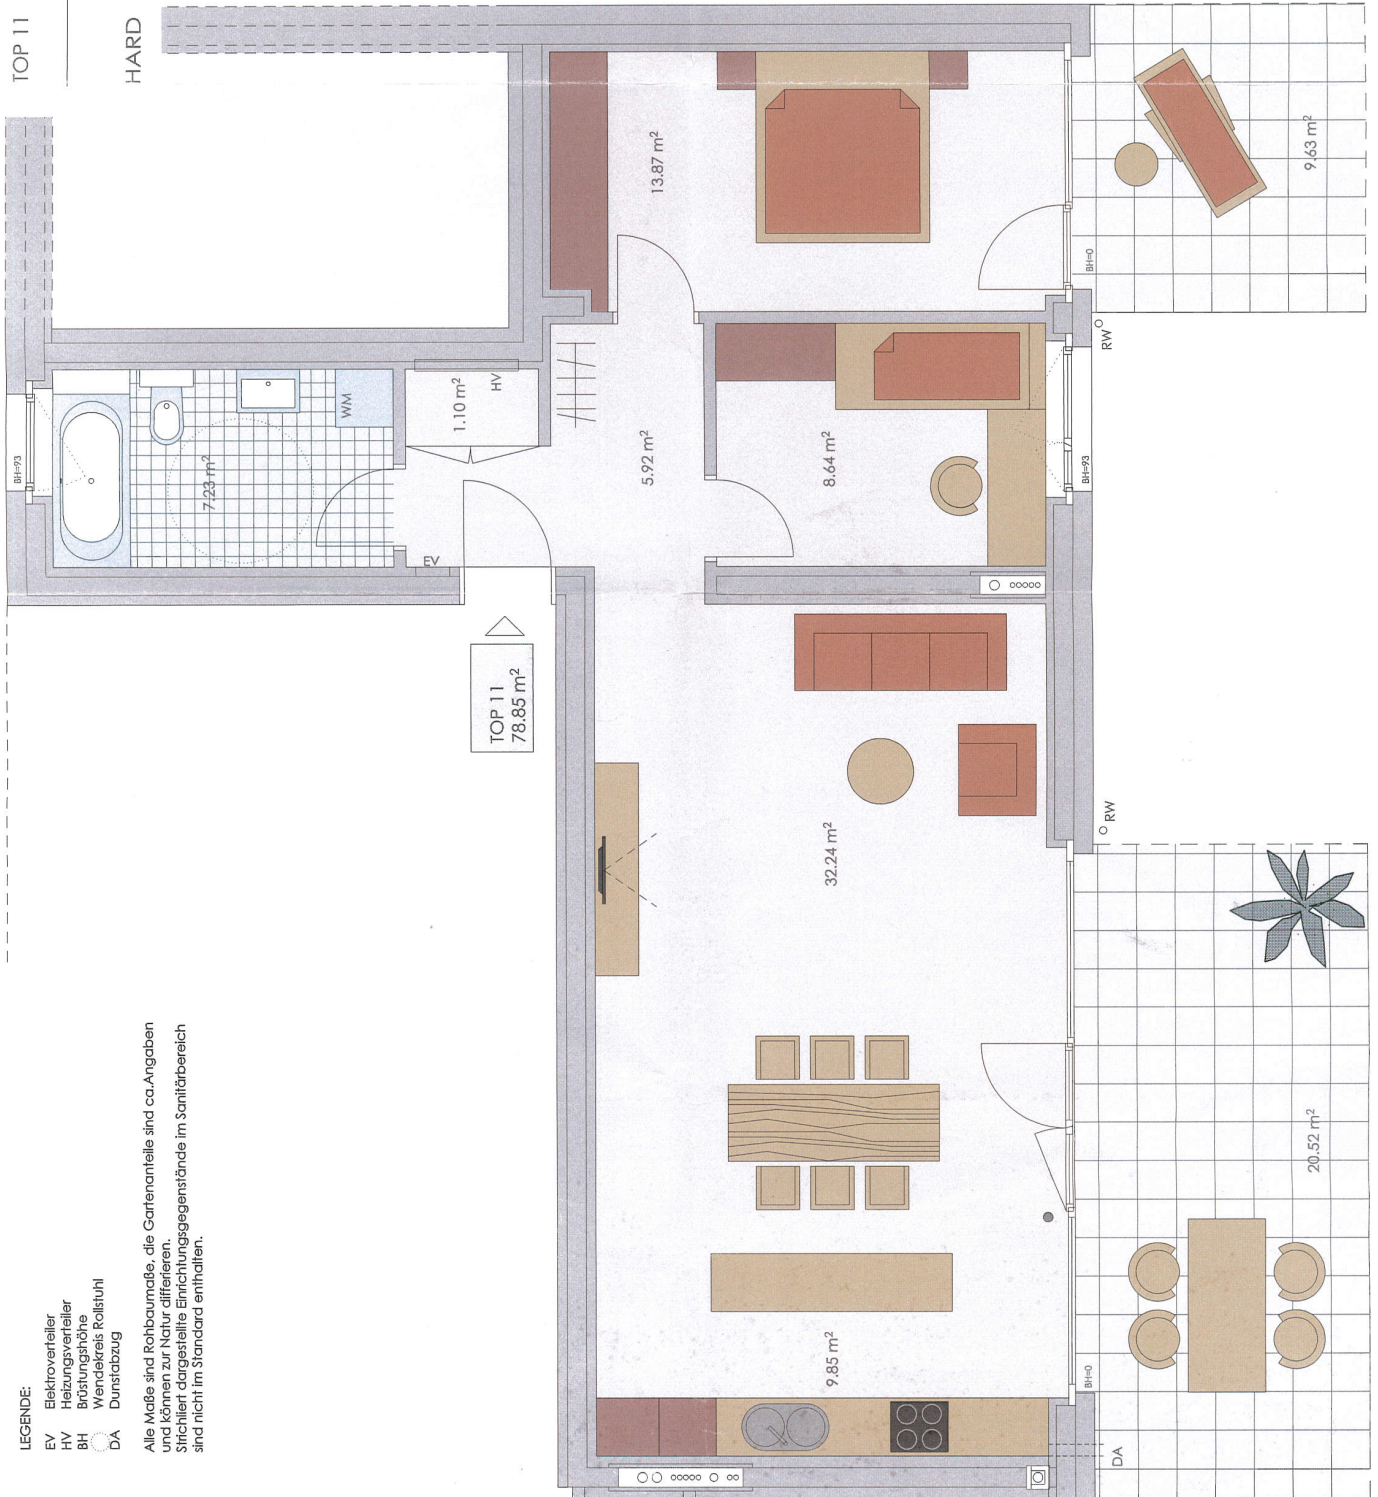 TOP 11
HARD
13.87 m²
9.63 m²
BH=0
RW
BH=93
7.23 m²
WM
1.10 m²
HV
5.92 m²
8.64 m²
BH=93
EV
TOP 11
78.85 m²
32.24 m²
RW
20.52 m²
9.85 m²
BH=0
DA
LEGENDE:
EV Elektroverteiler
HV Heizungsverteiler
BH Brüstungshöhe
Wendekreis Rollstuhl
DA Dunstabzug
Alle Maße sind Rohbaumaße, die Gartenanteile sind ca.Angaben
und können zur Natur differieren.
Strichliert dargestellte Einrichtungsgegenstände im Sanitärbereich
sind nicht im Standard enthalten.